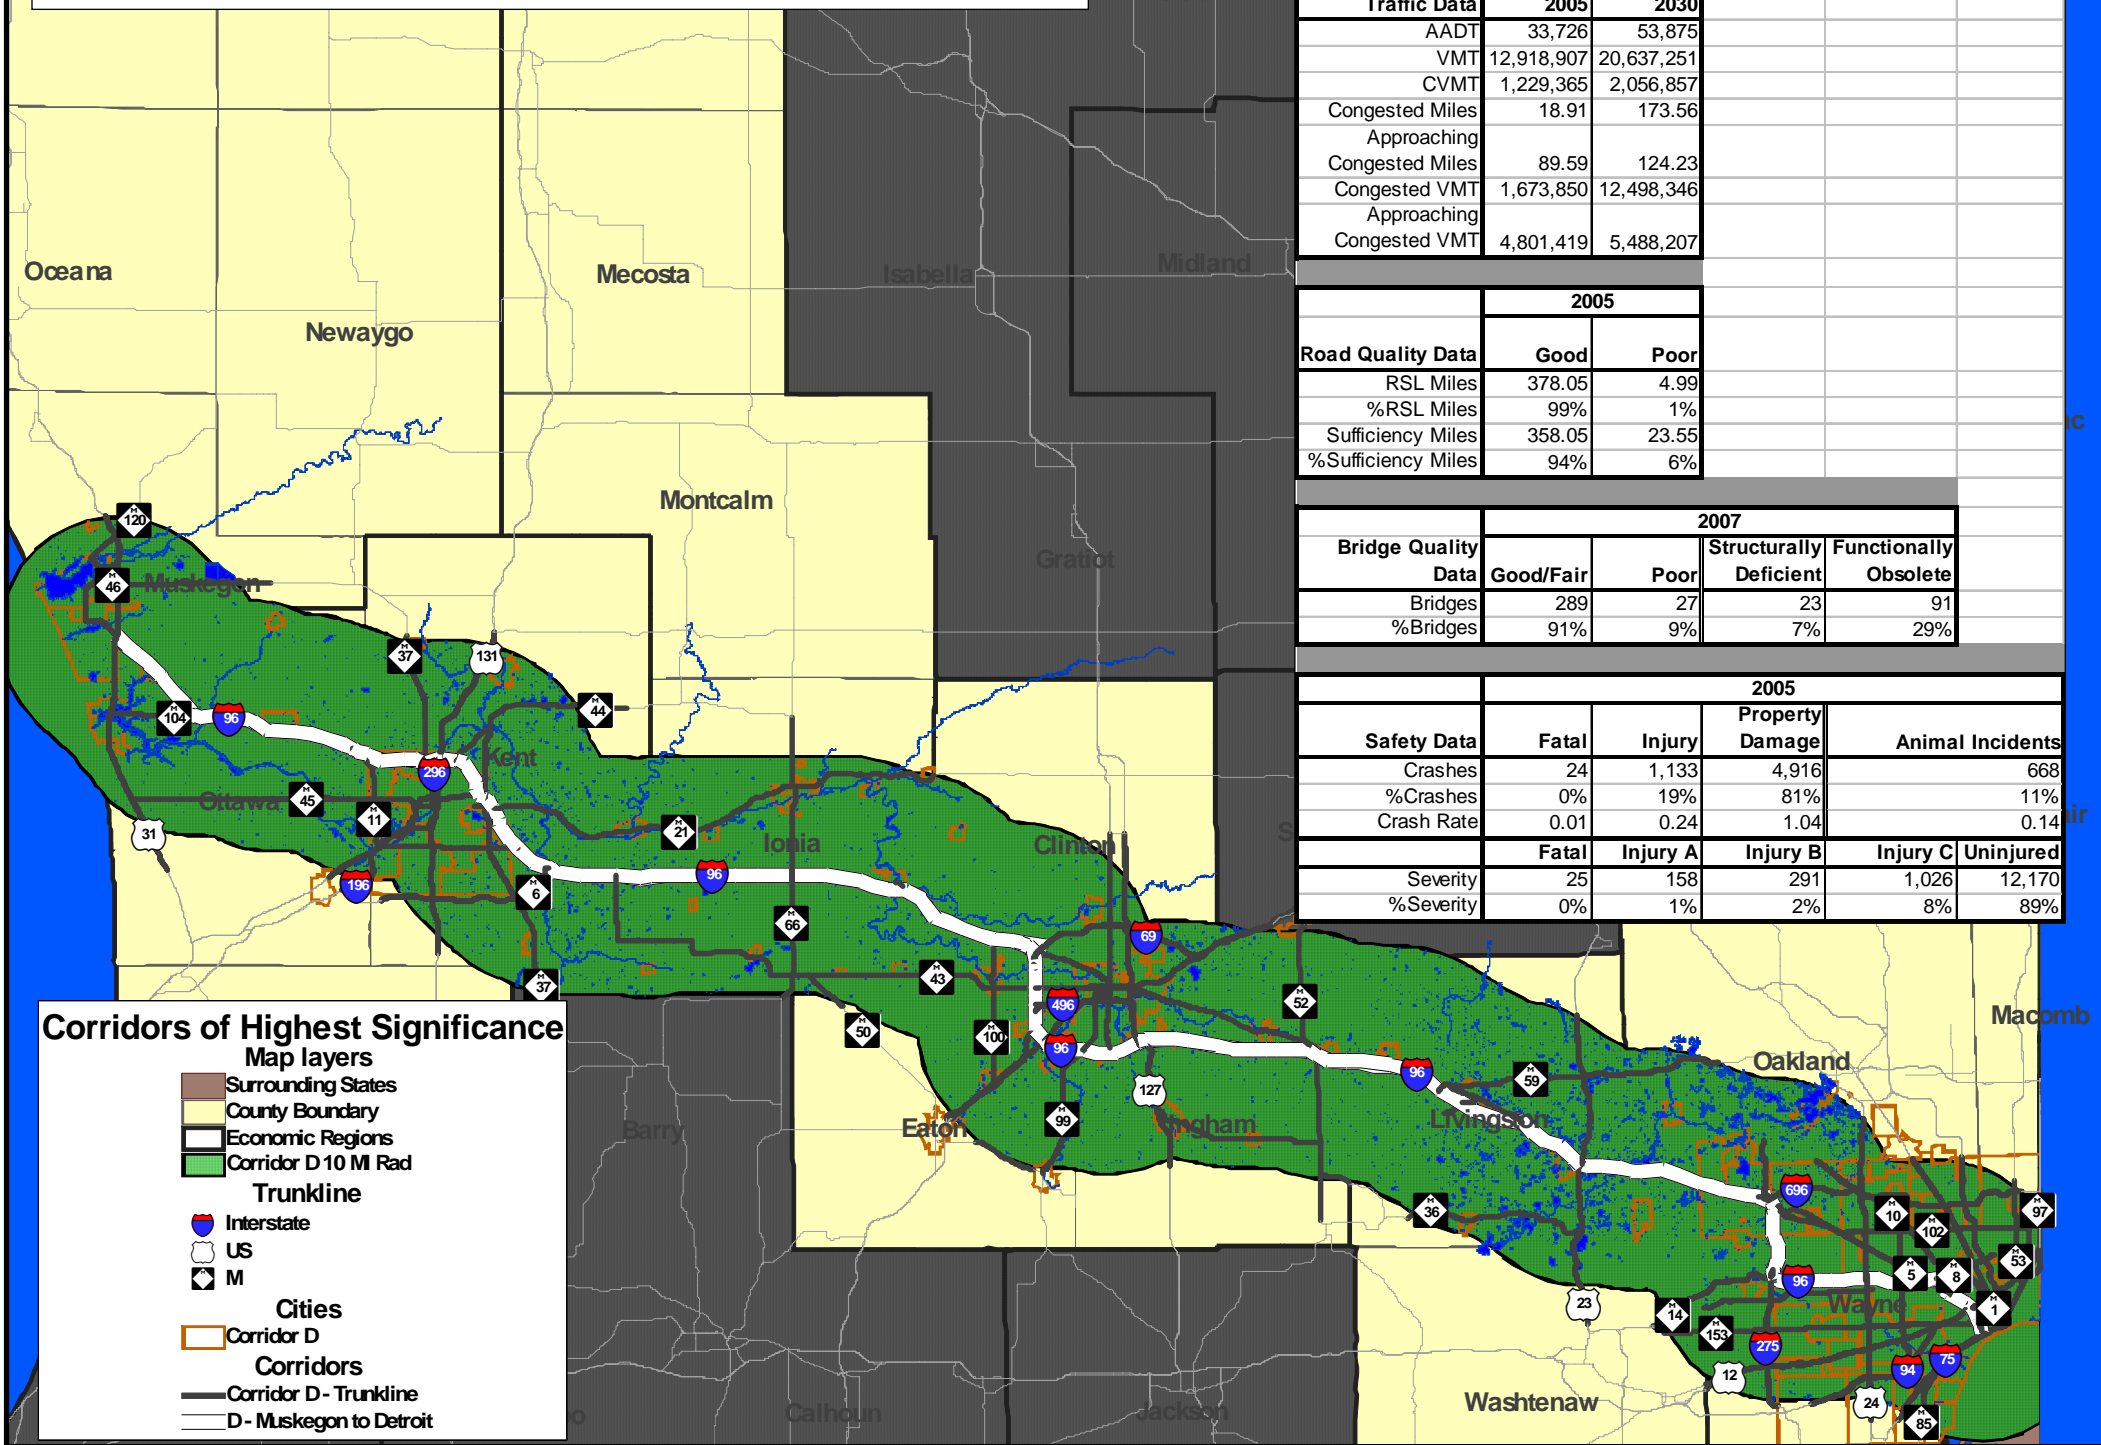 Traffic Data 2005 2030
AADT 33,726 53,875
VMT 12,918,907 20,637,251
CVMT 1,229,365 2,056,857
Congested Miles 18.91 173.56
Approaching
Congested Miles 89.59 124.23
Congested VMT 1,673,850 12,498,346
Approaching
Congested VMT 4,801,419 5,488,207
2005
Road Quality Data Good Poor
RSL Miles 378.05 4.99
%RSL Miles 99% 1%
Sufficiency Miles 358.05 23.55
%Sufficiency Miles 94% 6%
2007
Bridge Quality Structurally Functionally
Data Good/Fair Poor Deficient Obsolete
Bridges 289 27 23 91
%Bridges 91% 9% 7% 29%
2005
Property
Safety Data Fatal Injury Damage Animal Incidents
Crashes 24 1,133 4,916 668
%Crashes 0% 19% 81% 11%
Crash Rate 0.01 0.24 1.04 0.14
Fatal Injury A Injury B Injury C Uninjured
Severity 25 158 291 1,026 12,170
%Severity 0% 1% 2% 8% 89%
Oceana
Mecosta
Isabella
Midland
Newaygo
Montcalm
Gratiot
M 120
M 46
Muskegon
M 37
131
M 44
M 104
96
Kent
296
Ottawa
M 45
M 11
31
M 21
Ionia
Clinton
196
M 6
96
M 66
69
M 37
M 43
496
M 52
M 50
M 100
96
Macomb
96
M 59
Oakland
127
Barry
Eaton
M 99
Ingham
Livingston
M 36
696
M 10
M 97
M 102
M 53
96
M 5
M 8
23
M 14
Wayne
M 1
M 153
275
94
75
12
24
M 85
Washtenaw
Calhoun
Jackson
oo
ac
air
S
Corridors of Highest Significance
Map layers
Surrounding States
County Boundary
Economic Regions
Corridor D 10 MI Rad
Trunkline
Interstate
US
M
Cities
Corridor D
Corridors
Corridor D - Trunkline
D - Muskegon to Detroit